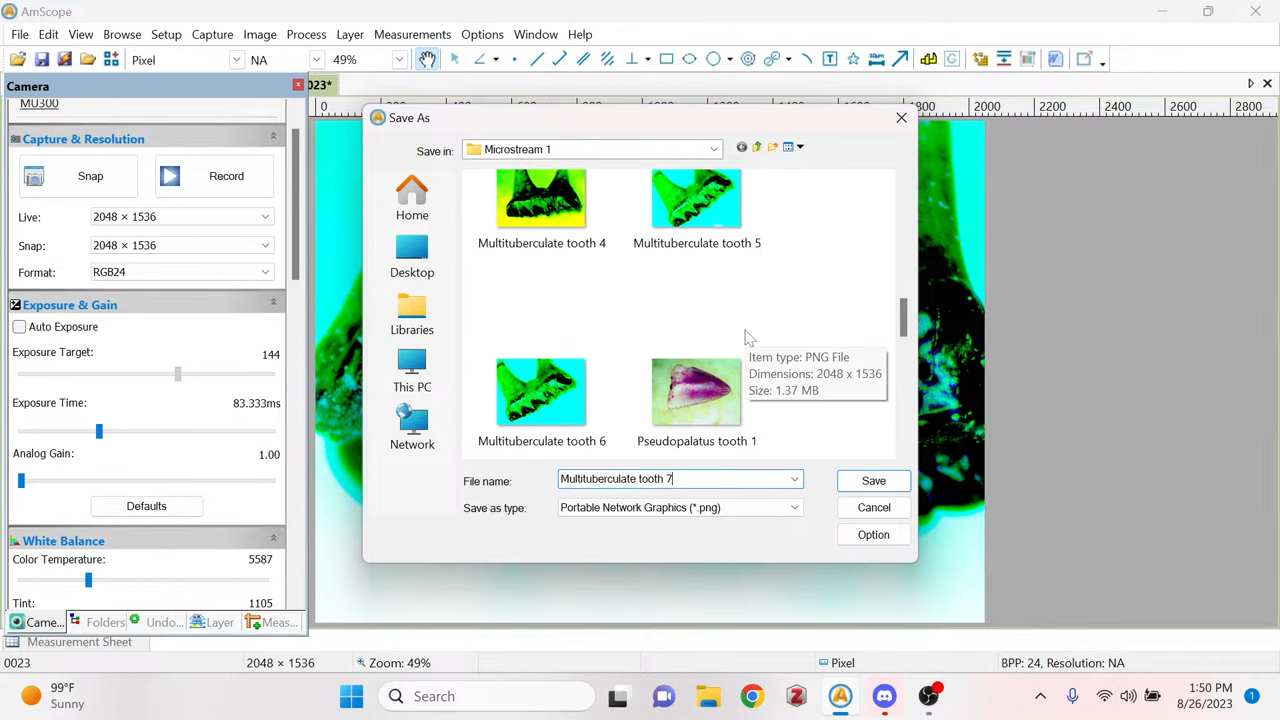 AmScope
File Edit View Browse Setup Capture Image Process Layer Measurements Options Window Help
Pixel NA 49%
Camera
023*
MU300
0 2000 2200 2400 2600 2800
Capture & Resolution
Snap Record
Live: 2048 × 1536
Snap: 2048 × 1536
Format: RGB24
Exposure & Gain
Auto Exposure
Exposure Target: 144
Exposure Time: 83.333ms
Analog Gain: 1.00
Defaults
White Balance
Color Temperature: 5587
Tint: 1105
Came... Folders Undo... Layer Meas...
Measurement Sheet
Save As
Save in: Microstream 1
Home
Desktop
Libraries
This PC
Network
Multituberculate tooth 4 Multituberculate tooth 5
Item type: PNG File
Dimensions: 2048 x 1536
Size: 1.37 MB
Multituberculate tooth 6 Pseudopalatus tooth 1
File name: Multituberculate tooth 7 Save
Save as type: Portable Network Graphics (*.png) Cancel
Option
0023 2048 × 1536 Zoom: 49% Pixel BPP: 24, Resolution: NA
99°F
Sunny
Search
1:50 PM
8/26/2023
1